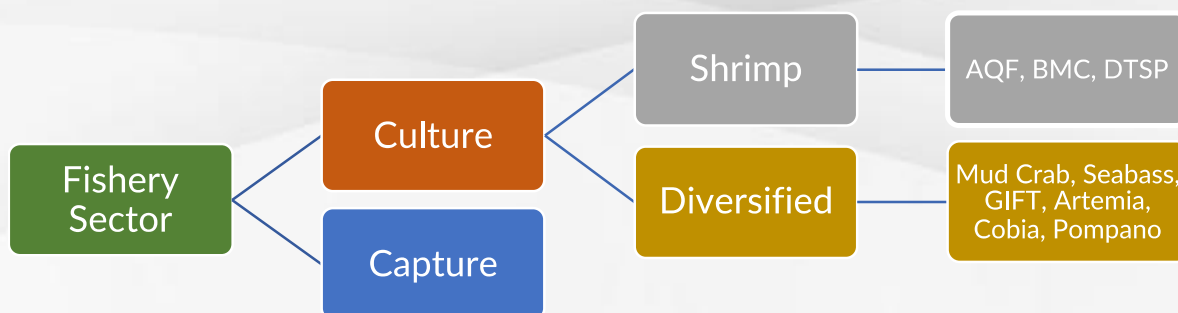 Fishery
Sector
Culture
Capture
Shrimp
Diversified
AQF, BMC, DTSP
Mud Crab, Seabass,
GIFT, Artemia,
Cobia, Pompano